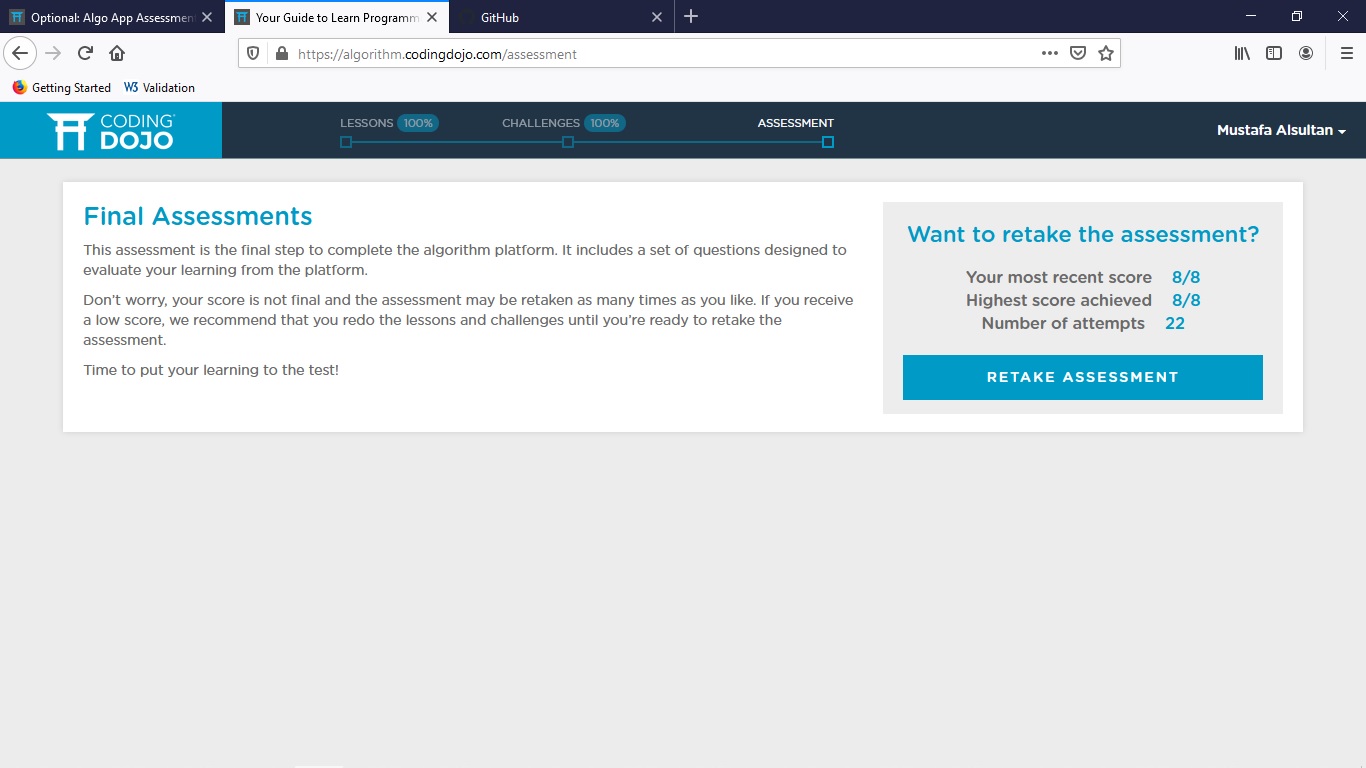 Optional: Algo App Assessmen
Your Guide to Learn Programm
GitHub
https://algorithm.codingdojo.com/assessment
Getting Started
W3 Validation
CODING
DOJO
LESSONS 100%
CHALLENGES 100%
ASSESSMENT
Mustafa Alsultan
Final Assessments
This assessment is the final step to complete the algorithm platform. It includes a set of questions designed to
evaluate your learning from the platform.
Don't worry, your score is not final and the assessment may be retaken as many times as you like. If you receive
a low score, we recommend that you redo the lessons and challenges until you're ready to retake the
assessment.
Time to put your learning to the test!
Want to retake the assessment?
Your most recent score 8/8
Highest score achieved 8/8
Number of attempts 22
RETAKE ASSESSMENT